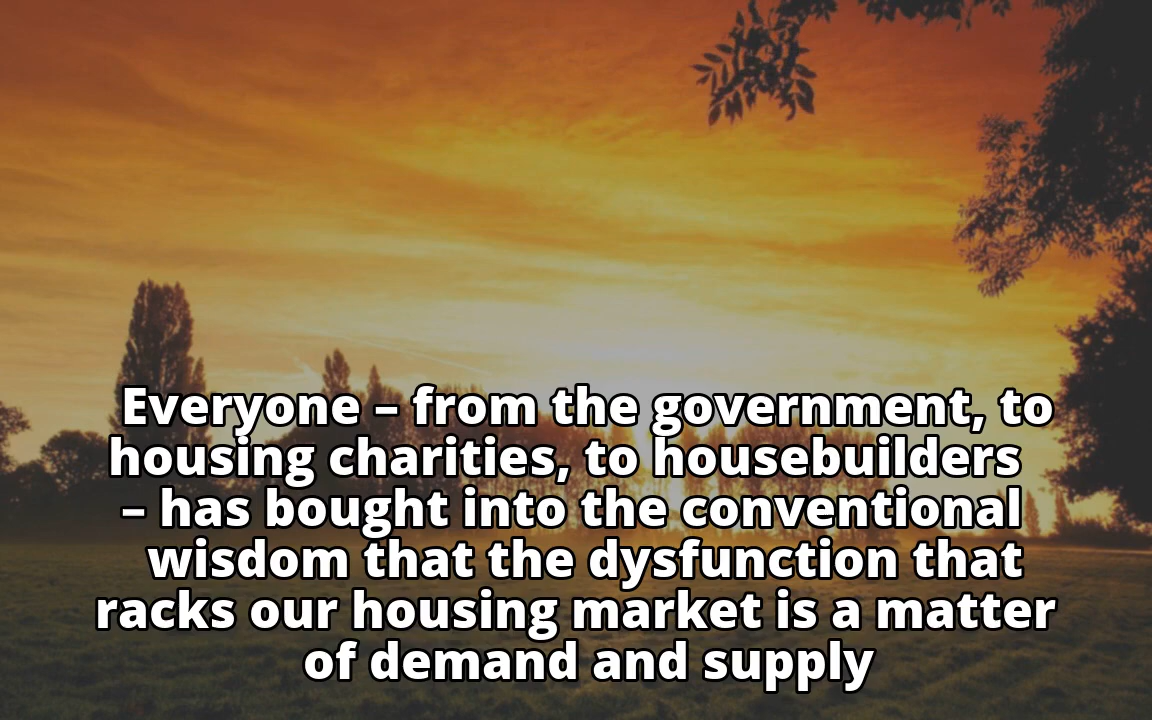 Everyone – from the government, to
housing charities, to housebuilders
– has bought into the conventional
wisdom that the dysfunction that
racks our housing market is a matter
of demand and supply